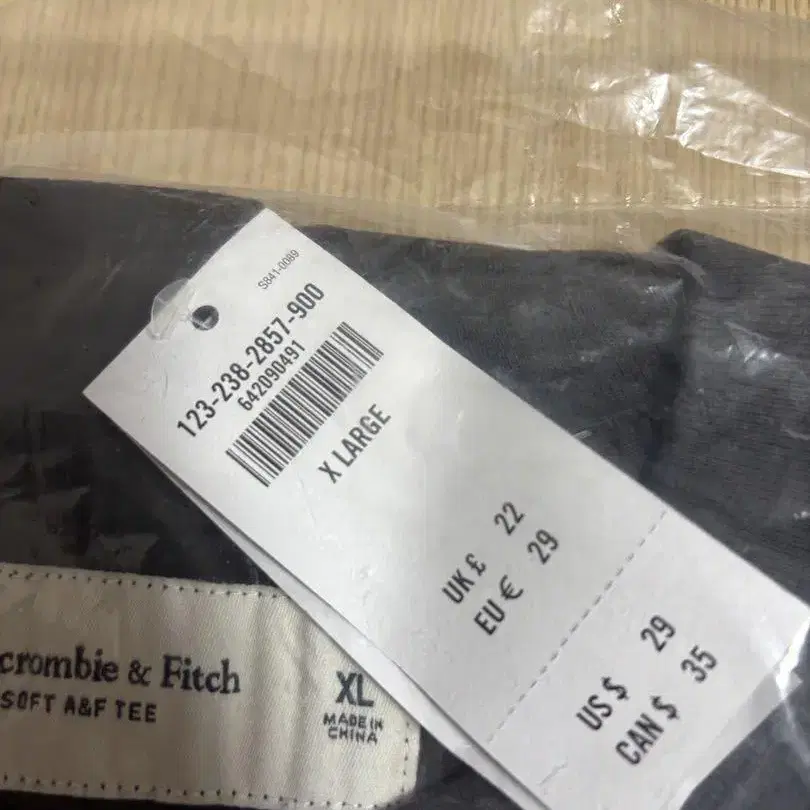 S841-0089
123-238-2857-900
642090491
X LARGE
UK £ 22
EU € 29
US $ 29
CAN $ 35
crombie & Fitch
SOFT A&F TEE
XL
MADE IN
CHINA